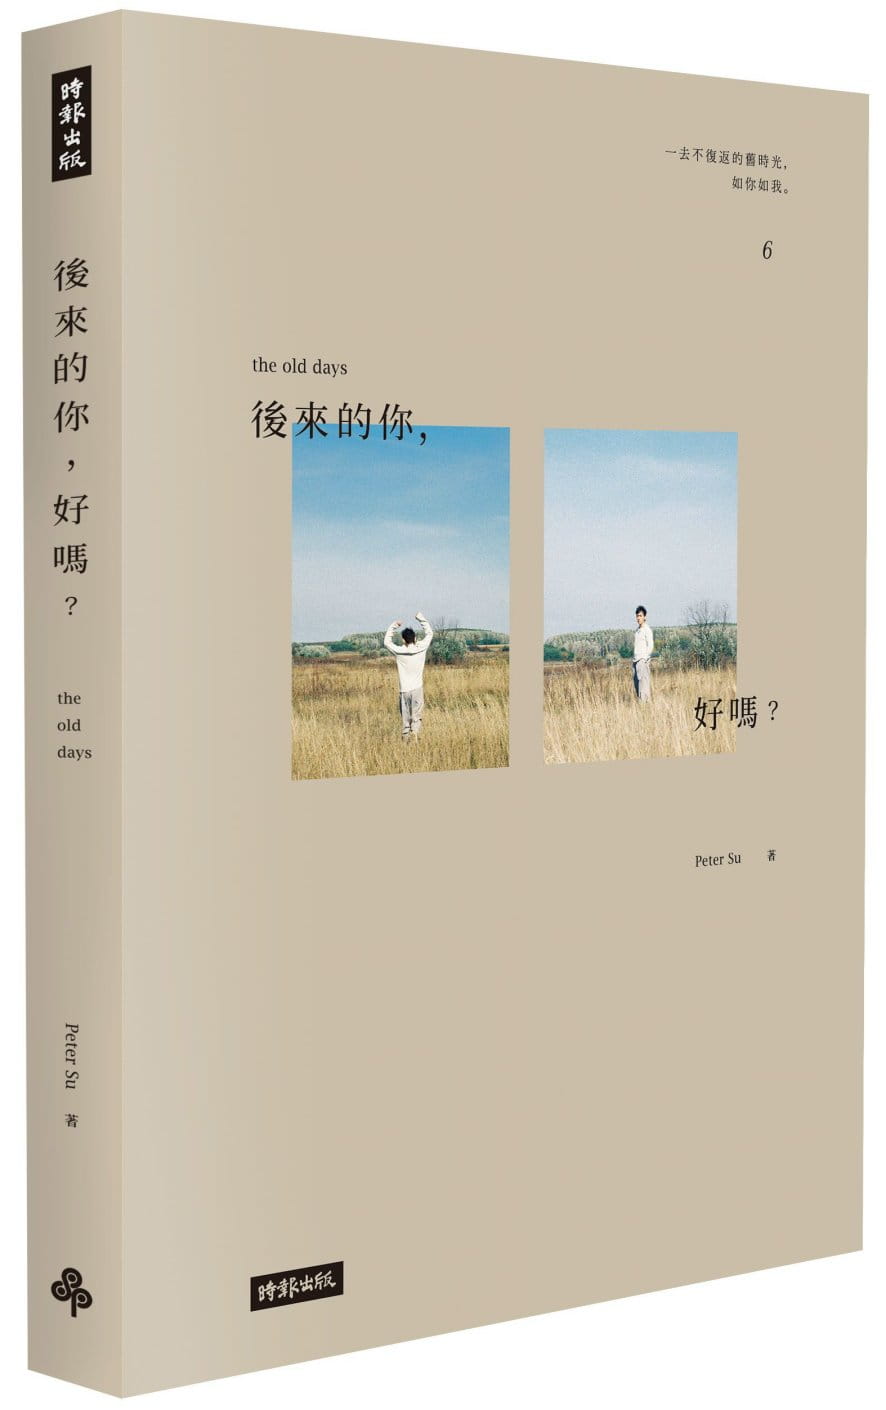 時報出版
後來的你，好嗎？
the
old
days
Peter Su 著
一去不復返的舊時光，
如你如我。
6
the old days
後來的你，
好嗎？
Peter Su 著
時報出版